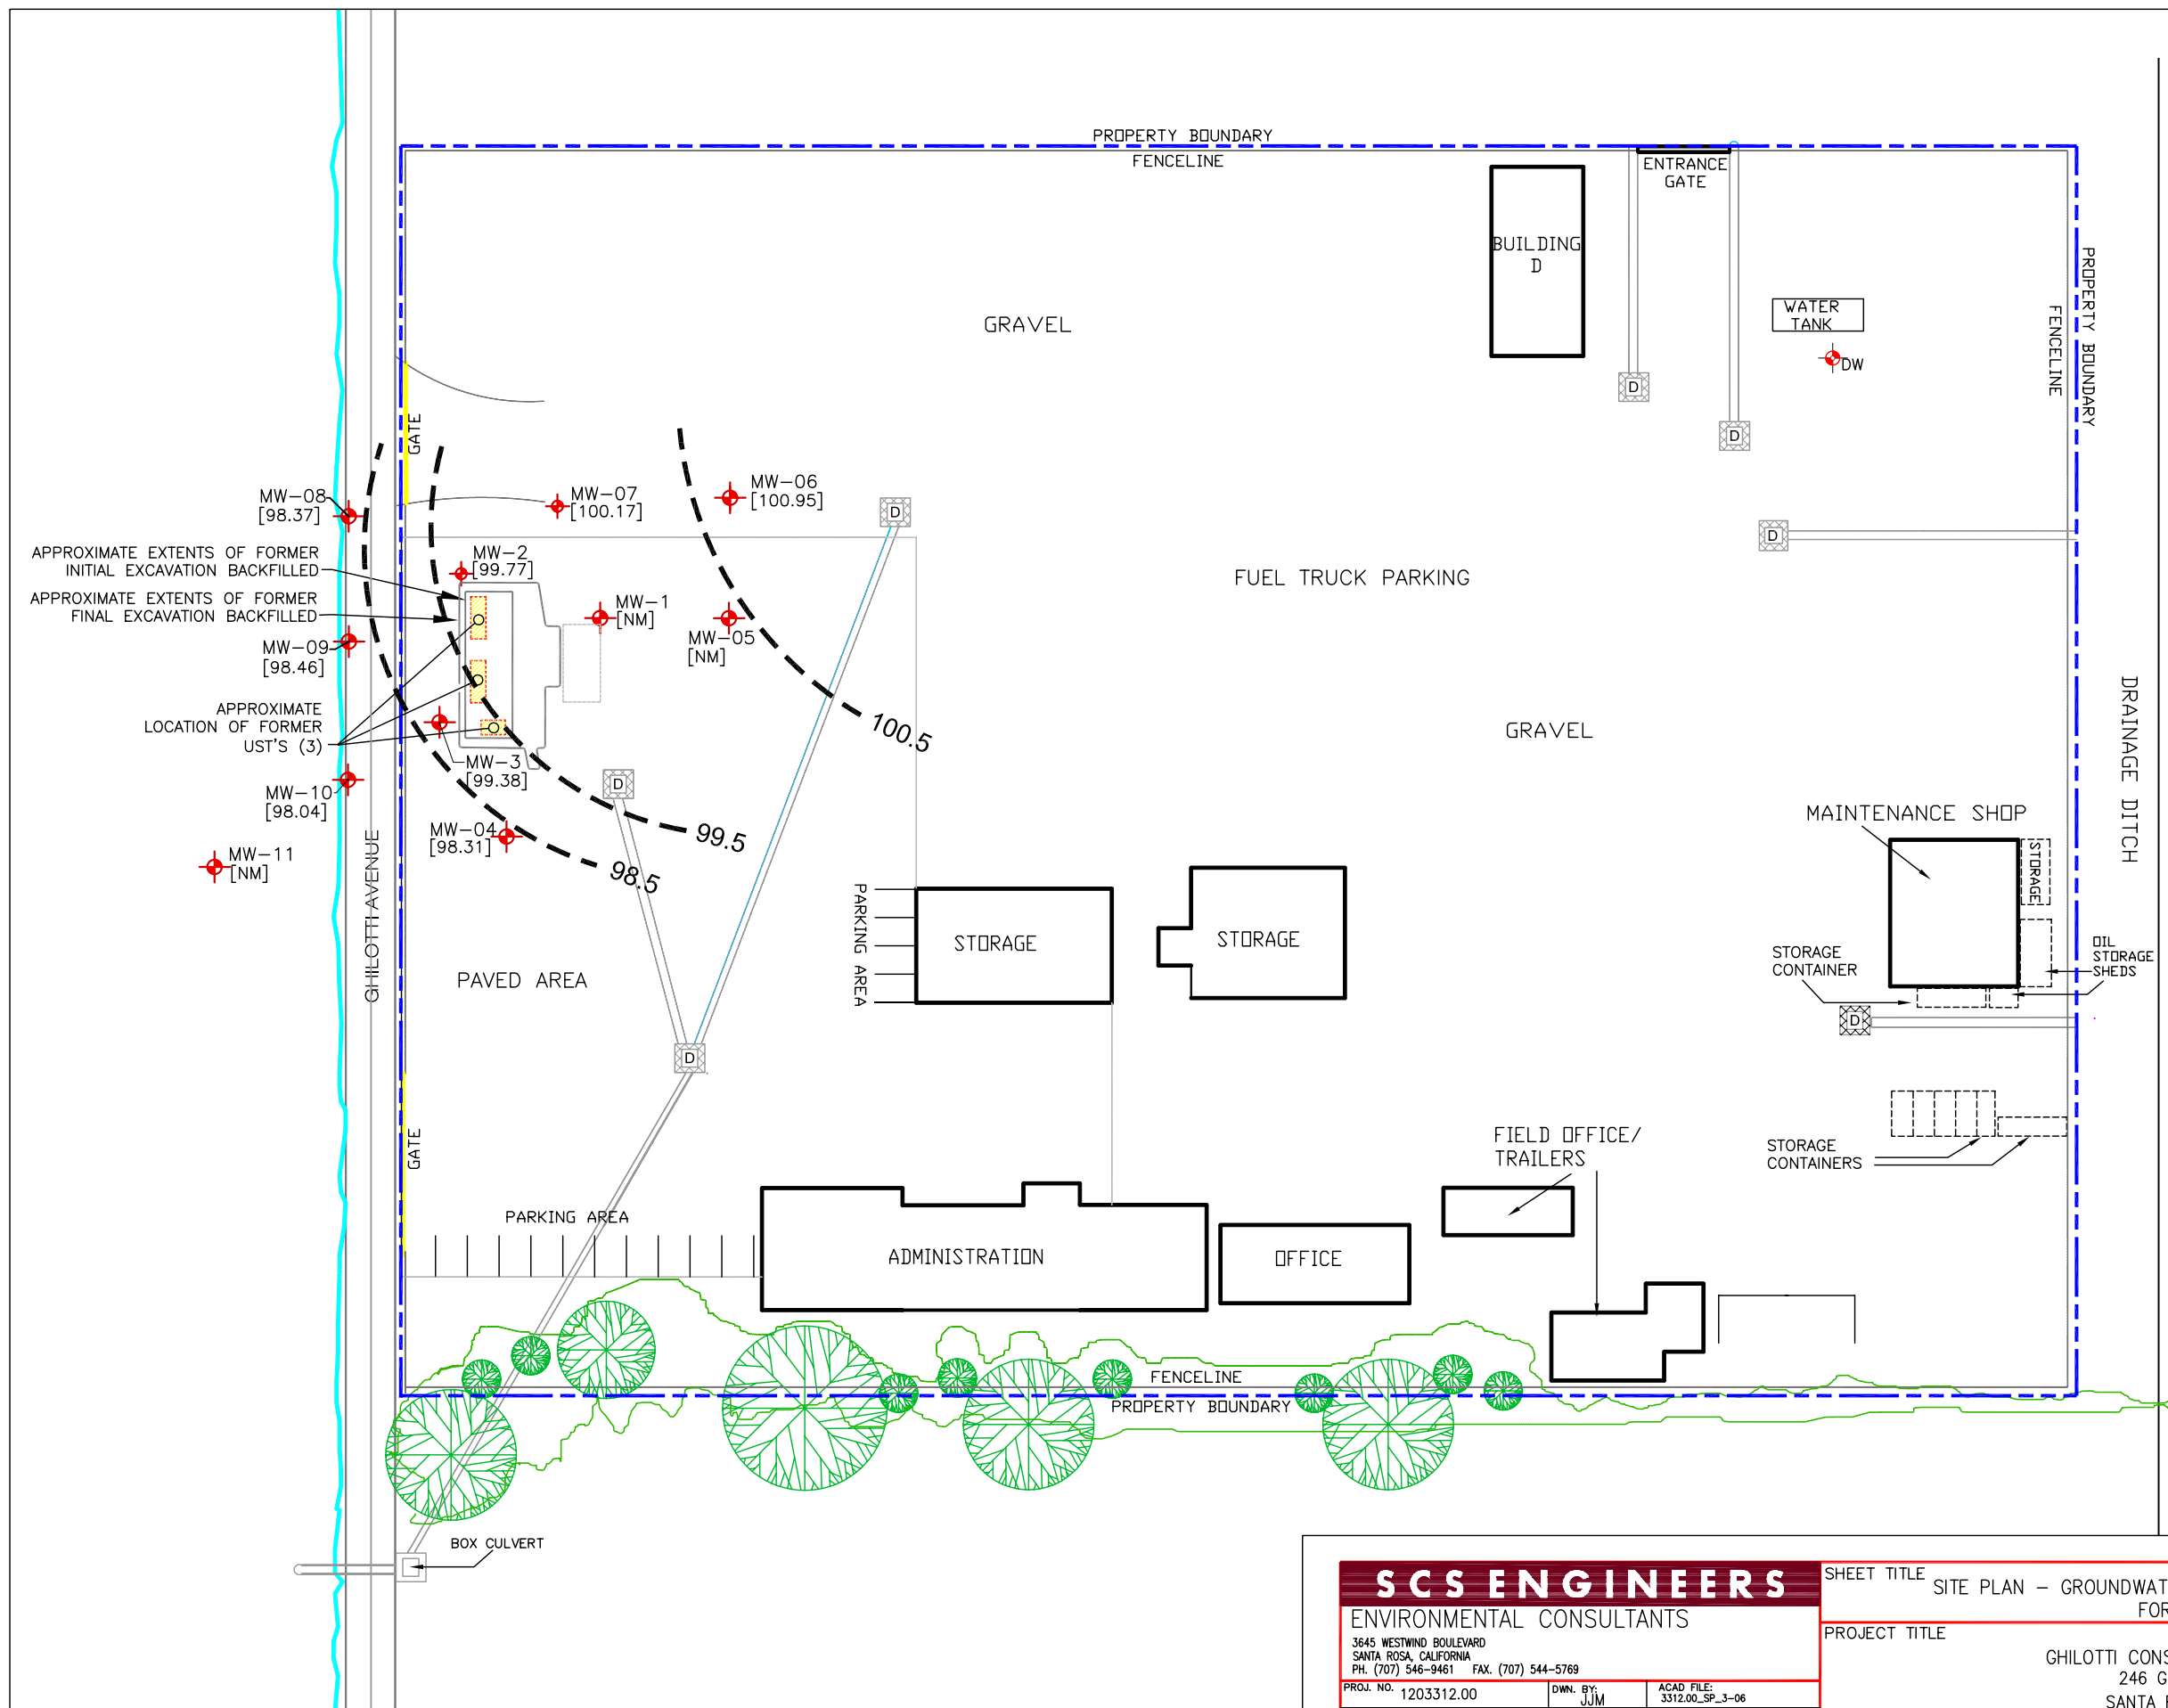 PROPERTY BOUNDARY
FENCELINE
ENTRANCE
GATE
BUILDING
D
PROPERTY BOUNDARY
FENCELINE
WATER
TANK
DW
GRAVEL
D
D
GATE
MW-08
[98.37]
MW-07
[100.17]
MW-06
[100.95]
D
D
APPROXIMATE EXTENTS OF FORMER
INITIAL EXCAVATION BACKFILLED
MW-2
[99.77]
APPROXIMATE EXTENTS OF FORMER
FINAL EXCAVATION BACKFILLED
MW-1
[NM]
MW-05
[NM]
FUEL TRUCK PARKING
MW-09
[98.46]
APPROXIMATE
LOCATION OF FORMER
UST'S (3)
100.5
GRAVEL
DRAINAGE DITCH
MW-3
[99.38]
D
MW-10
[98.04]
MW-04
[98.31]
99.5
98.5
MW-11
[NM]
GHILOTTI AVENUE
MAINTENANCE SHOP
STORAGE
PARKING AREA
STORAGE
STORAGE
STORAGE
CONTAINER
OIL
STORAGE
SHEDS
PAVED AREA
D
D
GATE
FIELD OFFICE/
TRAILERS
STORAGE
CONTAINERS
PARKING AREA
ADMINISTRATION
OFFICE
FENCELINE
PROPERTY BOUNDARY
BOX CULVERT
SCS ENGINEERS
ENVIRONMENTAL CONSULTANTS
3645 WESTWIND BOULEVARD
SANTA ROSA, CALIFORNIA
PH. (707) 546-9461 FAX. (707) 544-5769
PROJ. NO. 1203312.00
DWN. BY: JJM
ACAD FILE: 3312.00_SP_3-06
SHEET TITLE
SITE PLAN - GROUNDWAT
FOR
PROJECT TITLE
GHILOTTI CONS
246 G
SANTA